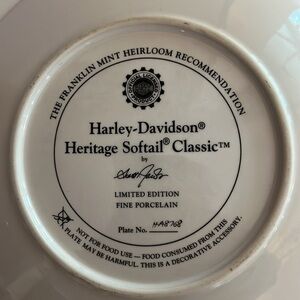 THE FRANKLIN MINT HEIRLOOM RECOMMENDATION
Harley-Davidson®
Heritage Softail® Classic™
by
LIMITED EDITION
FINE PORCELAIN
Plate No. HA8768
NOT FOR FOOD USE — FOOD CONSUMED FROM THIS
PLATE MAY BE HARMFUL. THIS IS A DECORATIVE ACCESSORY.